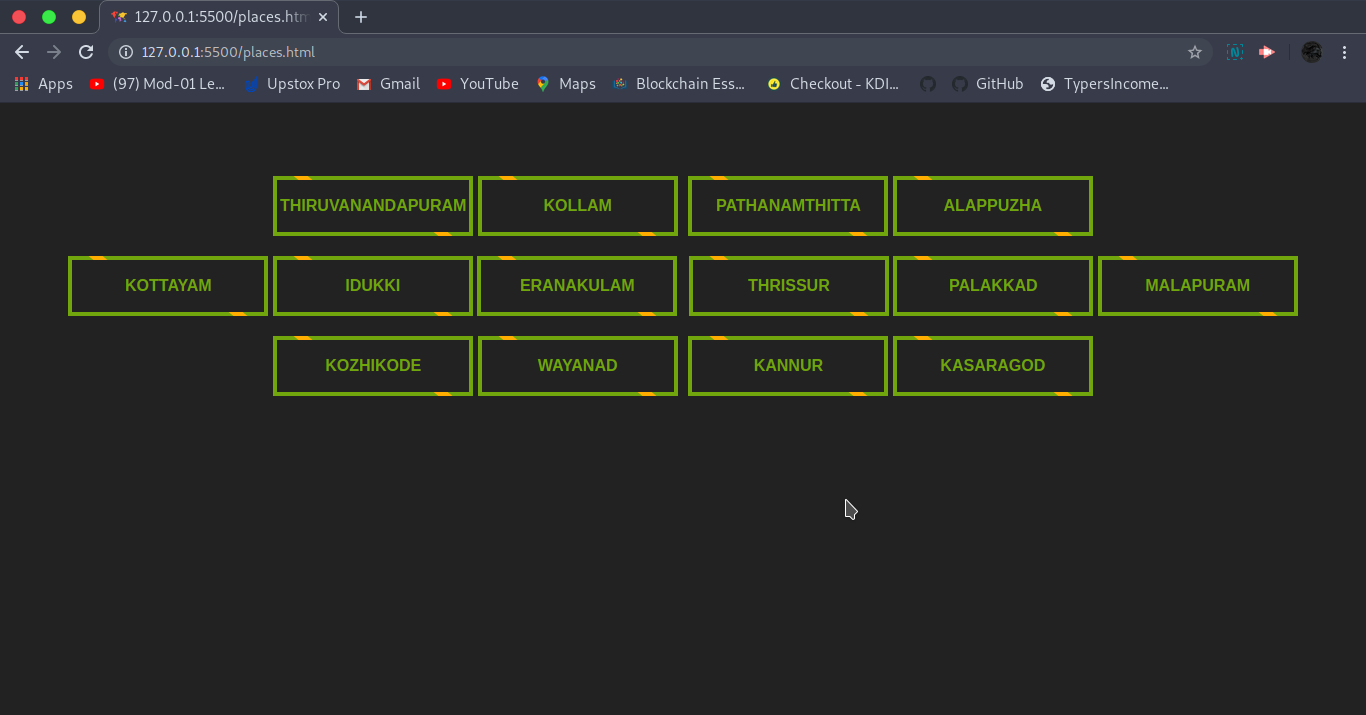 127.0.0.1:5500/places.htm
127.0.0.1:5500/places.html
Apps (97) Mod-01 Le... Upstox Pro Gmail YouTube Maps Blockchain Ess... Checkout - KDI... GitHub TypersIncome...
THIRUVANANDAPURAM KOLLAM PATHANAMTHITTA ALAPPUZHA
KOTTAYAM IDUKKI ERANAKULAM THRISSUR PALAKKAD MALAPURAM
KOZHIKODE WAYANAD KANNUR KASARAGOD